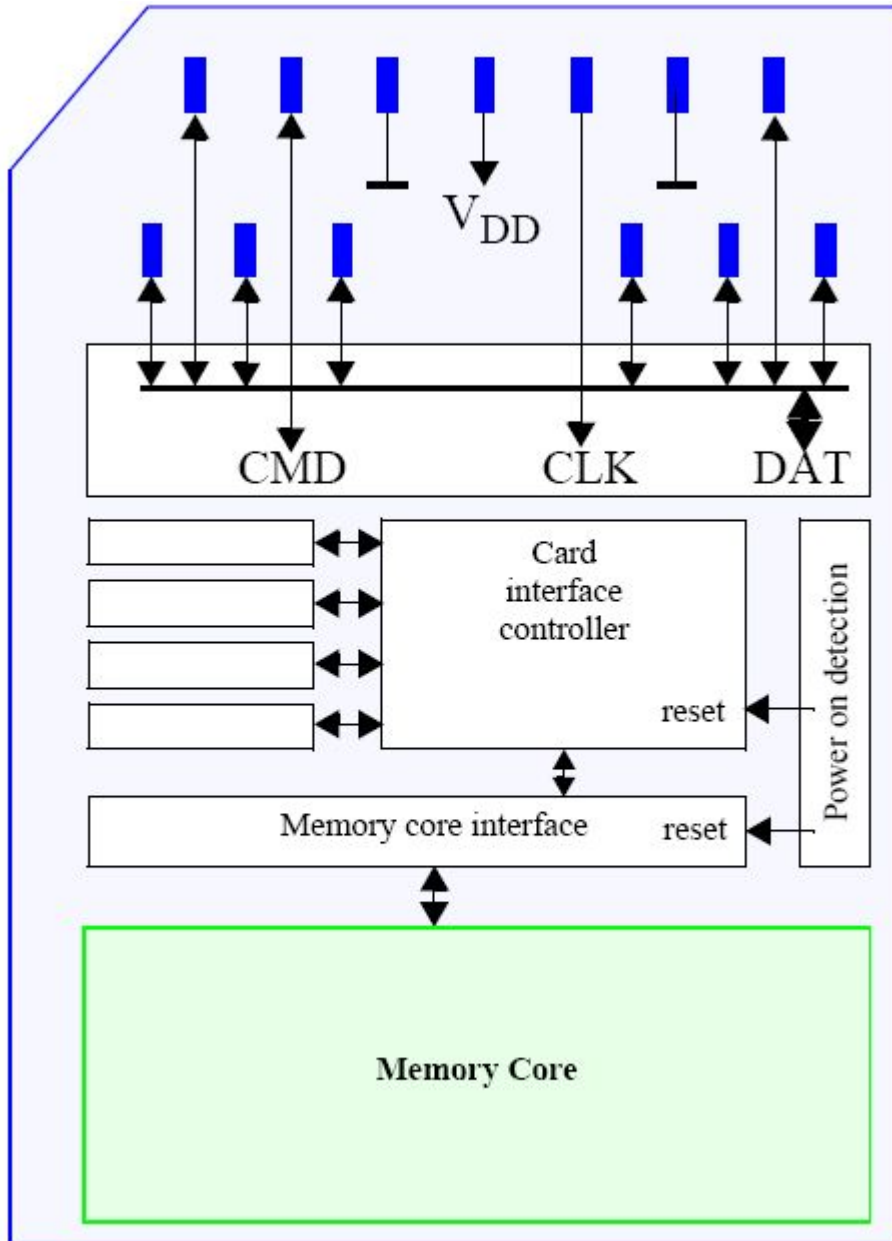 VDD
CMD
CLK
DAT
Card
interface
controller
reset
Power on detection
Memory core interface
reset
Memory Core